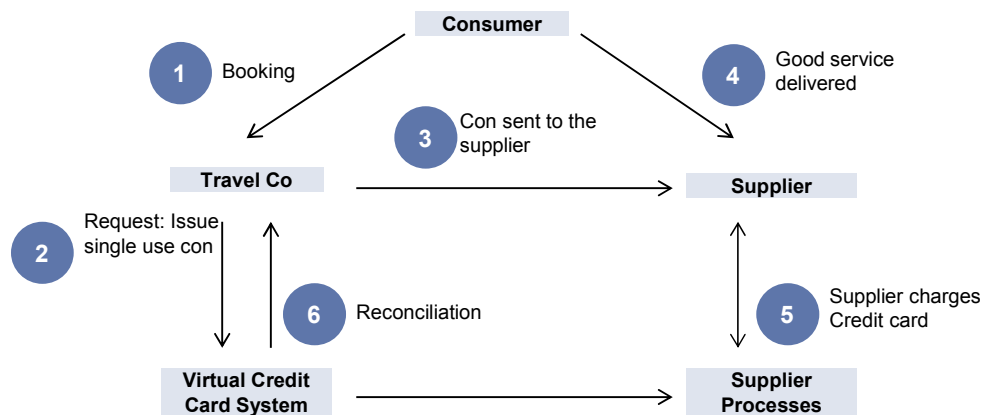 Consumer
1
Booking
4
Good service
delivered
3
Con sent to the
supplier
Travel Co
Supplier
2
Request: Issue
single use con
6
Reconciliation
5
Supplier charges
Credit card
Virtual Credit
Card System
Supplier
Processes